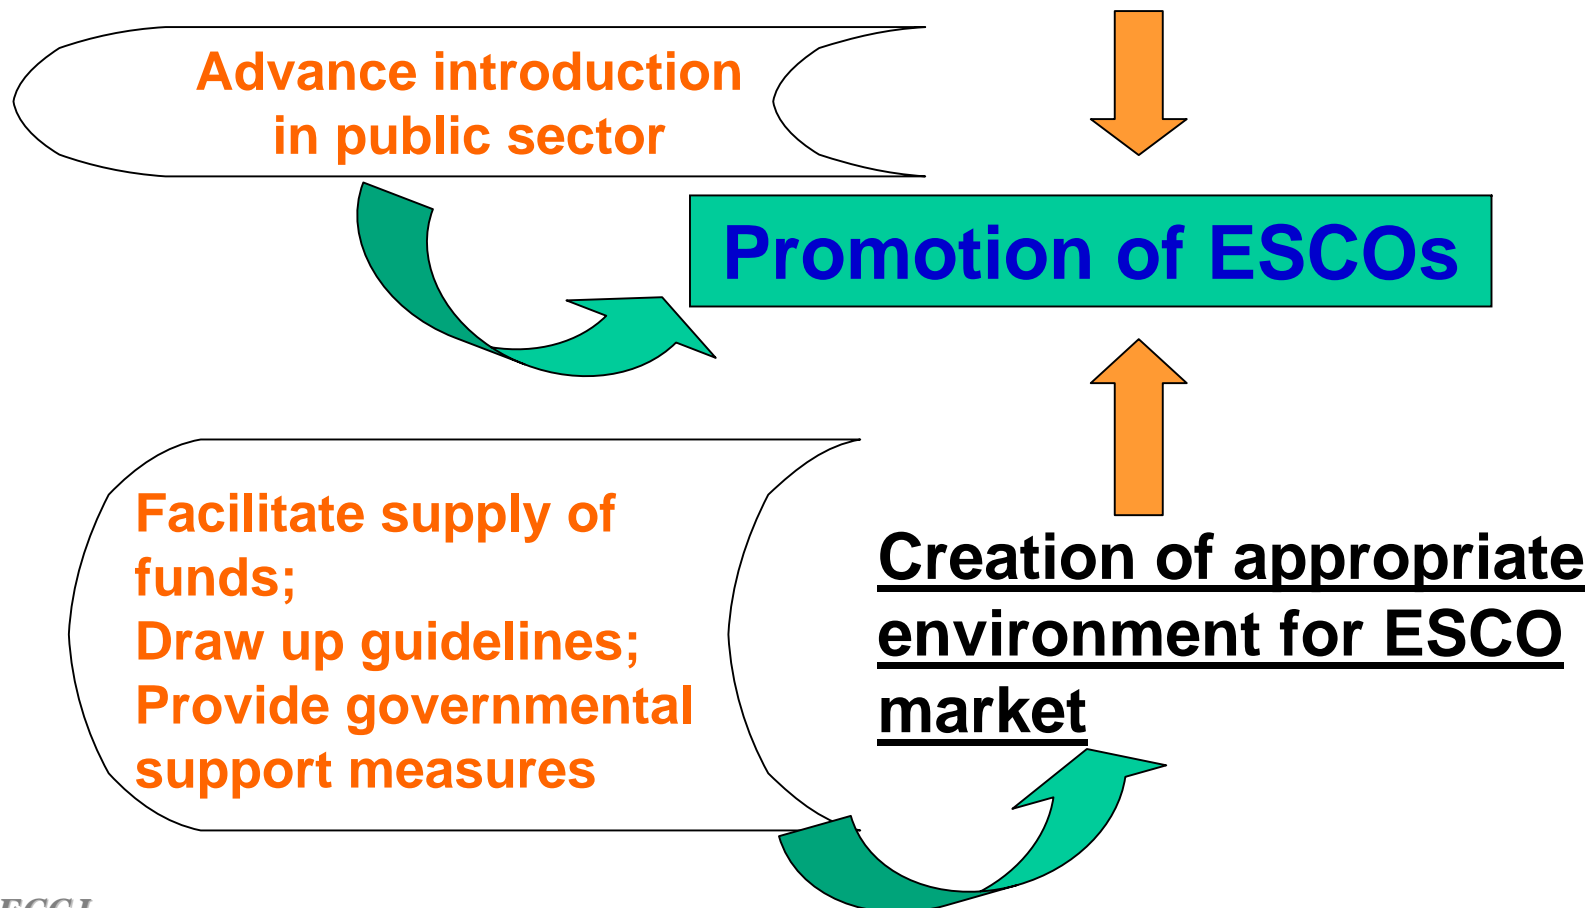 Advance introduction
in public sector
Promotion of ESCOs
Facilitate supply of
funds;
Draw up guidelines;
Provide governmental
support measures
Creation of appropriate
environment for ESCO
market